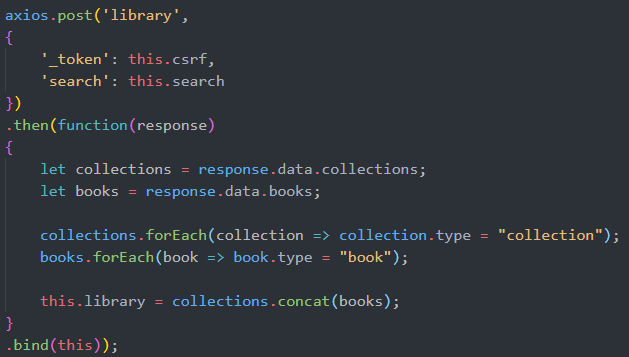 axios.post('library',
{
    '_token': this.csrf,
    'search': this.search
})
.then(function(response)
{
    let collections = response.data.collections;
    let books = response.data.books;

    collections.forEach(collection => collection.type = "collection");
    books.forEach(book => book.type = "book");

    this.library = collections.concat(books);
}
.bind(this));